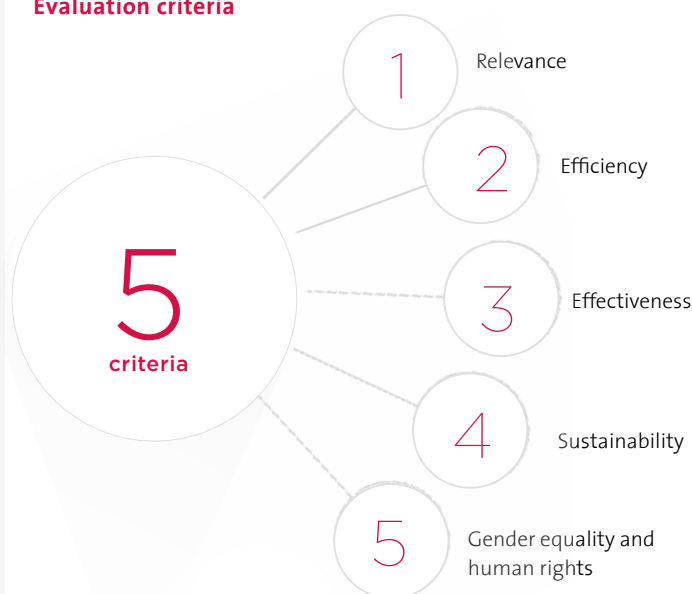 Evaluation criteria
5
criteria
1
Relevance
2
Efficiency
3
Effectiveness
4
Sustainability
5
Gender equality and
human rights